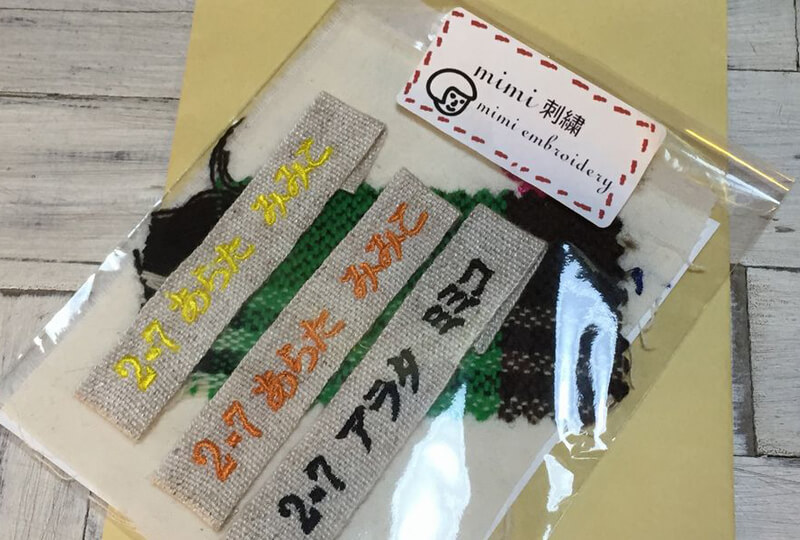 mimi 刺繍
mimi embroidery
2-7 あらた みみこ
2-7 あらた みみこ
2-7 アラタ ミミコ